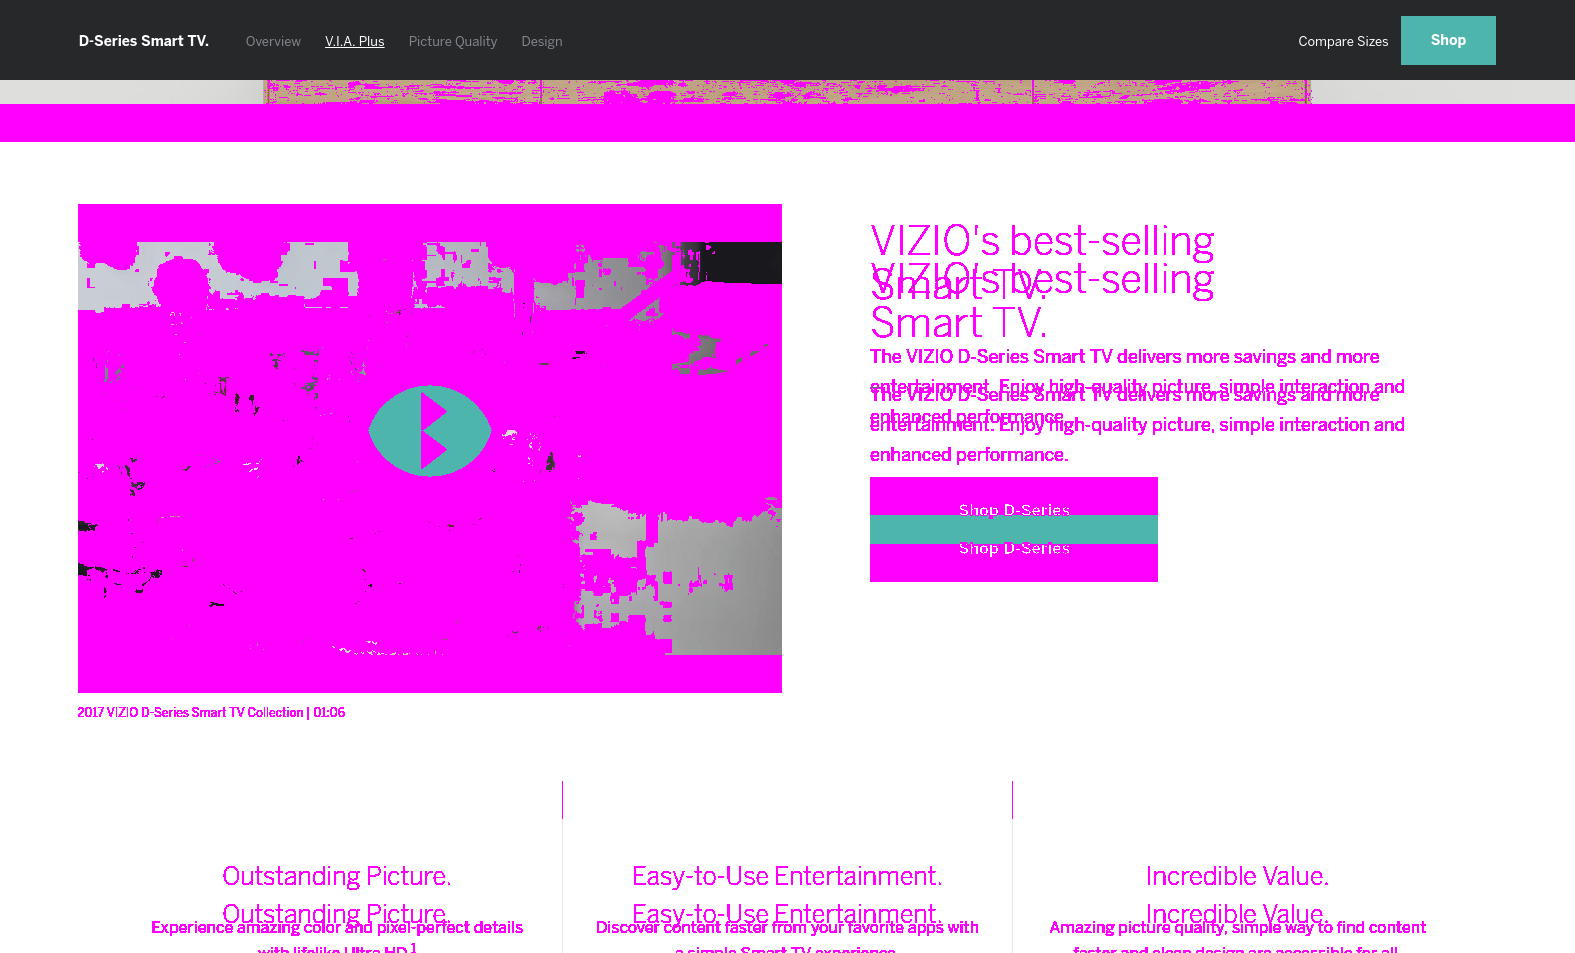 D-Series Smart TV. Overview V.I.A. Plus Picture Quality Design Compare Sizes Shop
VIZIO's best-selling
VIZIO's best-selling
Smart TV.
Smart TV.
The VIZIO D-Series Smart TV delivers more savings and more
entertainment. Enjoy high-quality picture, simple interaction and
The VIZIO D-Series Smart TV delivers more savings and more
enhanced performance.
entertainment. Enjoy high-quality picture, simple interaction and
enhanced performance.
Shop D-Series
Shop D-Series
2017 VIZIO D-Series Smart TV Collection | 01:06
Outstanding Picture.
Outstanding Picture.
Experience amazing color and pixel-perfect details
with lifelike Ultra HD.1
Easy-to-Use Entertainment.
Easy-to-Use Entertainment.
Discover content faster from your favorite apps with
a simple Smart TV experience.
Incredible Value.
Incredible Value.
Amazing picture quality, simple way to find content
faster and clean design are accessible for all.